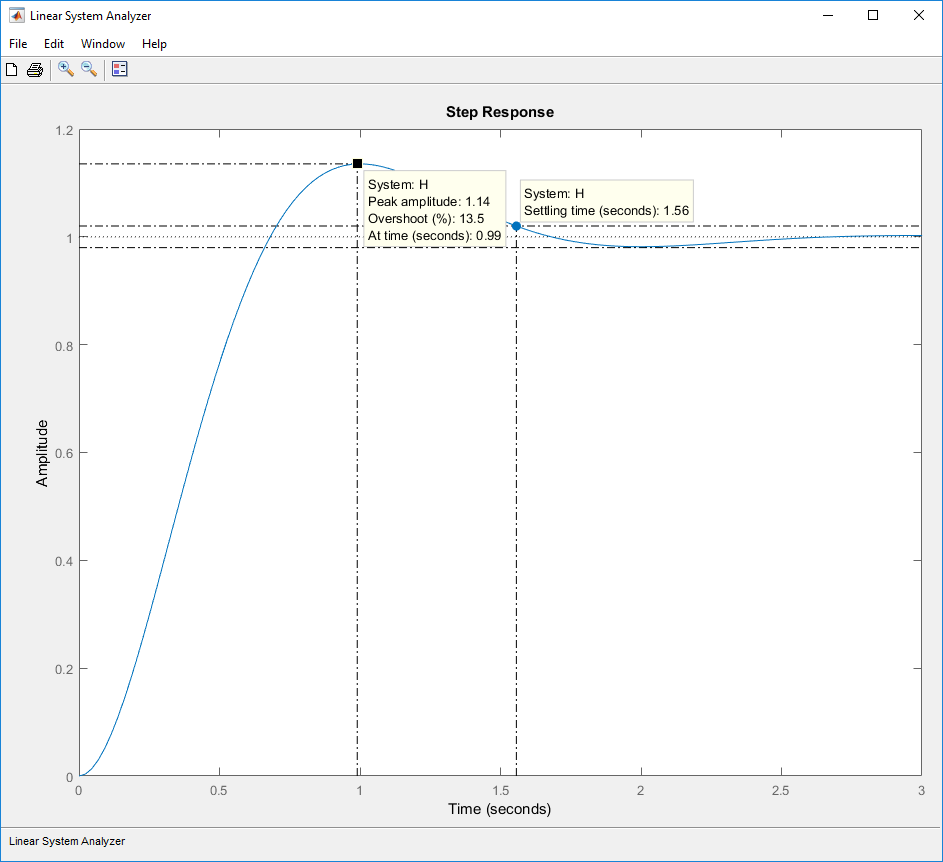 Linear System Analyzer
File Edit Window Help
Step Response
1.2
1
0.8
0.6
0.4
0.2
0
Amplitude
System: H
Peak amplitude: 1.14
Overshoot (%): 13.5
At time (seconds): 0.99
System: H
Settling time (seconds): 1.56
0 0.5 1 1.5 2 2.5 3
Time (seconds)
Linear System Analyzer